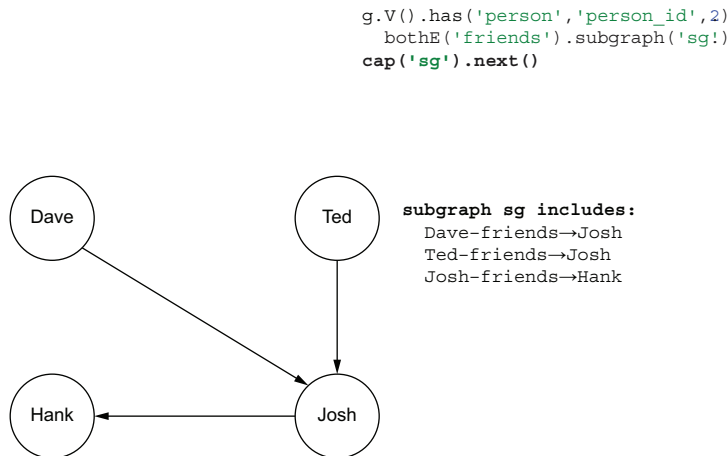 g.V().has('person','person_id',2)
bothE('friends').subgraph('sg!)
cap('sg').next()
Dave
Ted
subgraph sg includes:
Dave-friends→Josh
Ted-friends→Josh
Josh-friends→Hank
Hank
Josh